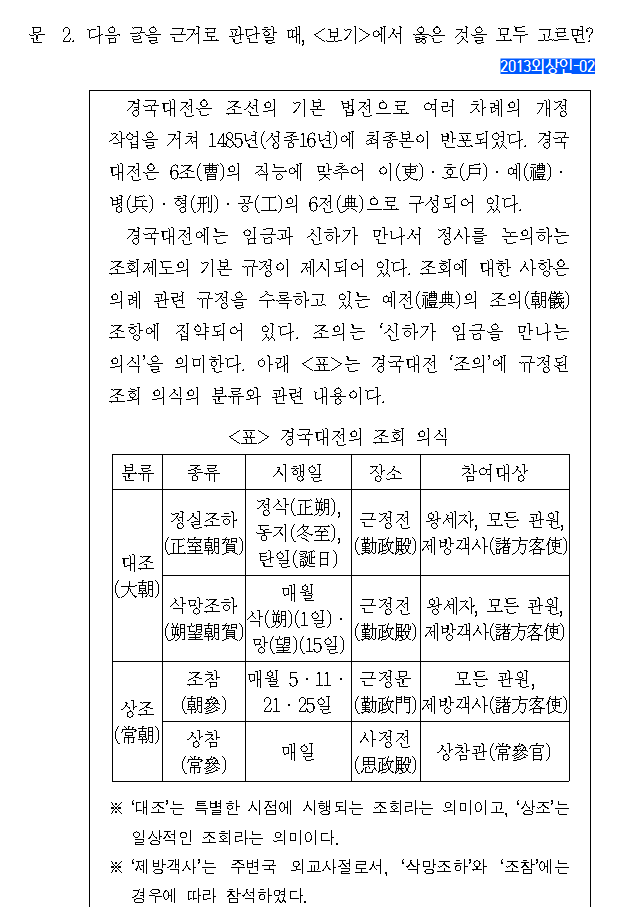 문 2. 다음 글을 근거로 판단할 때, <보기>에서 옳은 것을 모두 고르면?
2013외상인-02
경국대전은 조선의 기본 법전으로 여러 차례의 개정
작업을 거쳐 1485년(성종16년)에 최종본이 반포되었다. 경국
대전은 6조(曹)의 직능에 맞추어 이(吏)·호(戶)·예(禮)·
병(兵)·형(刑)·공(工)의 6전(典)으로 구성되어 있다.
경국대전에는 임금과 신하가 만나서 정사를 논의하는
조회제도의 기본 규정이 제시되어 있다. 조회에 대한 사항은
의례 관련 규정을 수록하고 있는 예전(禮典)의 조의(朝儀)
조항에 집약되어 있다. 조의는 '신하가 임금을 만나는
의식'을 의미한다. 아래 <표>는 경국대전 '조의'에 규정된
조회 의식의 분류와 관련 내용이다.
<표> 경국대전의 조회 의식
분류 종류 시행일 장소 참여대상
대조
(大朝)
정실조하
(正室朝賀)
정삭(正朔),
동지(冬至),
탄일(誕日)
근정전
(勤政殿)
왕세자, 모든 관원,
제방객사(諸方客使)
삭망조하
(朔望朝賀)
매월
삭(朔)(1일)·
망(望)(15일)
근정전
(勤政殿)
왕세자, 모든 관원,
제방객사(諸方客使)
상조
(常朝)
조참
(朝參)
매월 5·11·
21·25일
근정문
(勤政門)
모든 관원,
제방객사(諸方客使)
상참
(常參)
매일
사정전
(思政殿)
상참관(常參官)
※ '대조'는 특별한 시점에 시행되는 조회라는 의미이고, '상조'는
일상적인 조회라는 의미이다.
※ '제방객사'는 주변국 외교사절로서, '삭망조하'와 '조참'에는
경우에 따라 참석하였다.